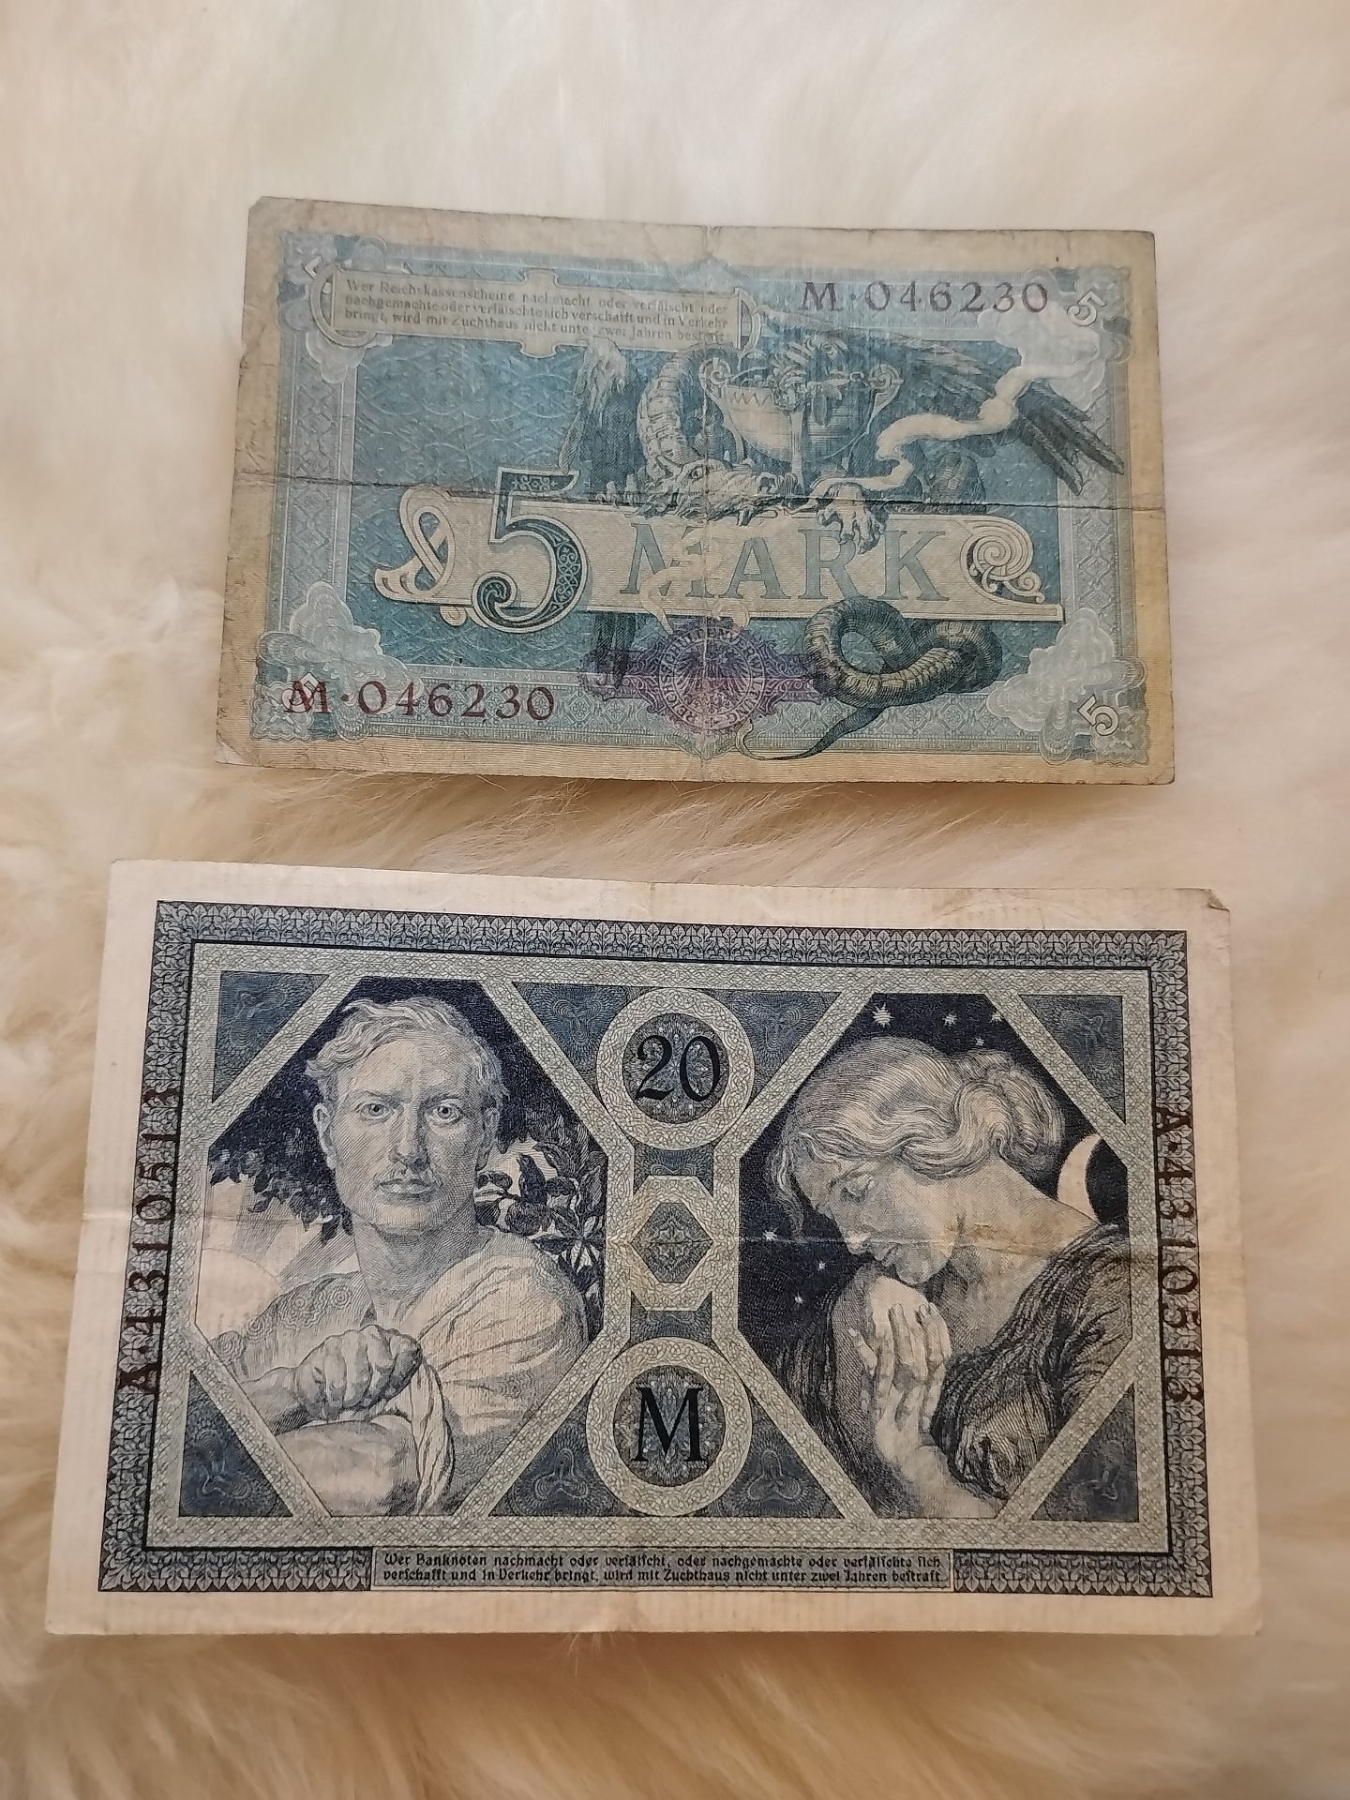 Wer Reichskassenscheine nachmacht oder verfälscht oder
nachgemachte oder verfälschte sich verschafft und in Verkehr
bringt, wird mit Zuchthaus nicht unter zwei Jahren bestraft.
M·046230
5
5
5 MARK
M·046230
5
20
A·4310513
A·4310513
M
Wer Banknoten nachmacht oder verfälscht, oder nachgemachte oder verfälschte sich
verschafft und in Verkehr bringt, wird mit Zuchthaus nicht unter zwei Jahren bestraft.